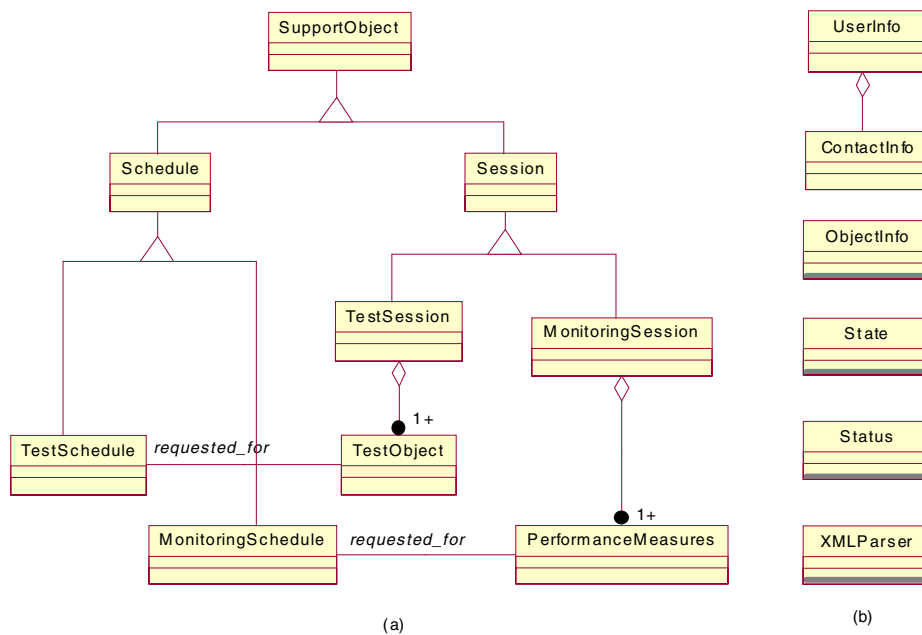 SupportObject
Schedule
Session
TestSession
MonitoringSession
1+
TestSchedule
requested_for
TestObject
1+
MonitoringSchedule
requested_for
PerformanceMeasures
(a)
UserInfo
ContactInfo
ObjectInfo
State
Status
XMLParser
(b)